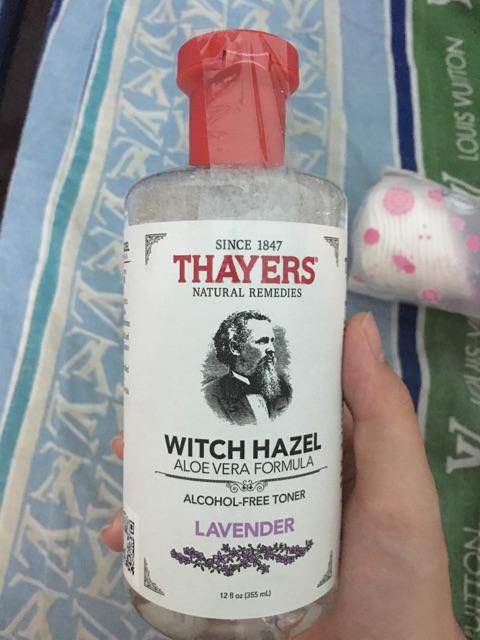 SINCE 1847
THAYERS
NATURAL REMEDIES
WITCH HAZEL
ALOE VERA FORMULA
ALCOHOL-FREE TONER
LAVENDER
12 fl oz (355 mL)
LOUIS VUITTON